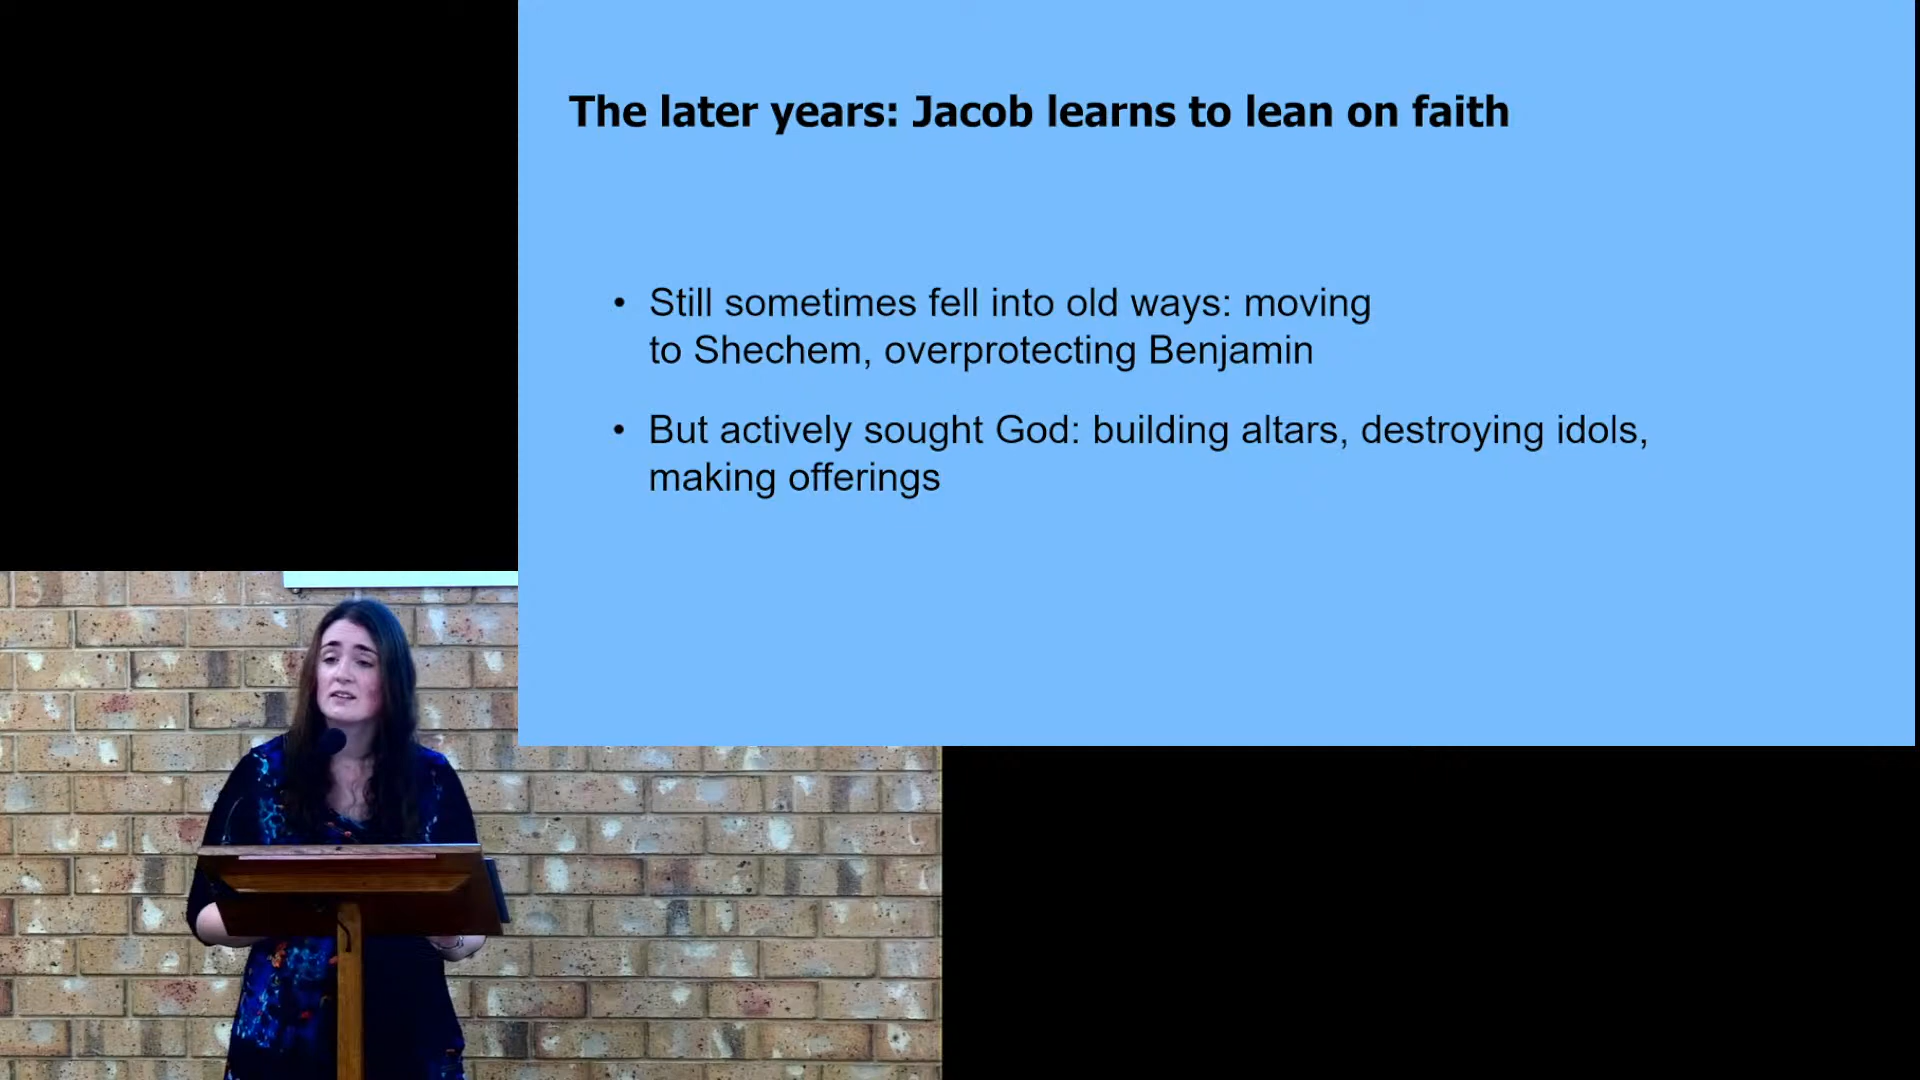 The later years: Jacob learns to lean on faith
• Still sometimes fell into old ways: moving
to Shechem, overprotecting Benjamin
• But actively sought God: building altars, destroying idols,
making offerings